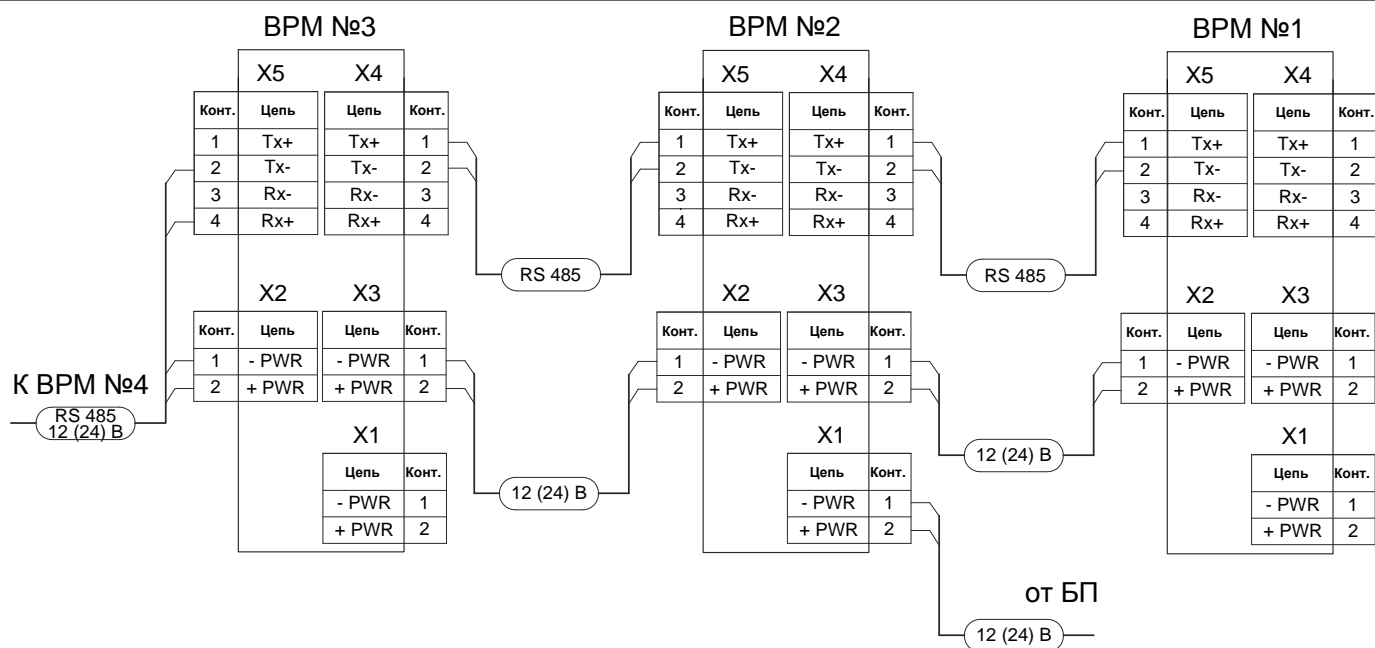 ВРМ №3
X5 X4
Конт. Цепь Цепь Конт.
1 Tx+ Tx+ 1
2 Tx- Tx- 2
3 Rx- Rx- 3
4 Rx+ Rx+ 4
X2 X3
Конт. Цепь Цепь Конт.
1 - PWR - PWR 1
2 + PWR + PWR 2
X1
Цепь Конт.
- PWR 1
+ PWR 2
К ВРМ №4
RS 485
12 (24) В
RS 485
12 (24) В
ВРМ №2
X5 X4
Конт. Цепь Цепь Конт.
1 Tx+ Tx+ 1
2 Tx- Tx- 2
3 Rx- Rx- 3
4 Rx+ Rx+ 4
X2 X3
Конт. Цепь Цепь Конт.
1 - PWR - PWR 1
2 + PWR + PWR 2
X1
Цепь Конт.
- PWR 1
+ PWR 2
RS 485
12 (24) В
от БП
12 (24) В
ВРМ №1
X5 X4
Конт. Цепь Цепь Конт.
1 Tx+ Tx+ 1
2 Tx- Tx- 2
3 Rx- Rx- 3
4 Rx+ Rx+ 4
X2 X3
Конт. Цепь Цепь Конт.
1 - PWR - PWR 1
2 + PWR + PWR 2
X1
Цепь Конт.
- PWR 1
+ PWR 2